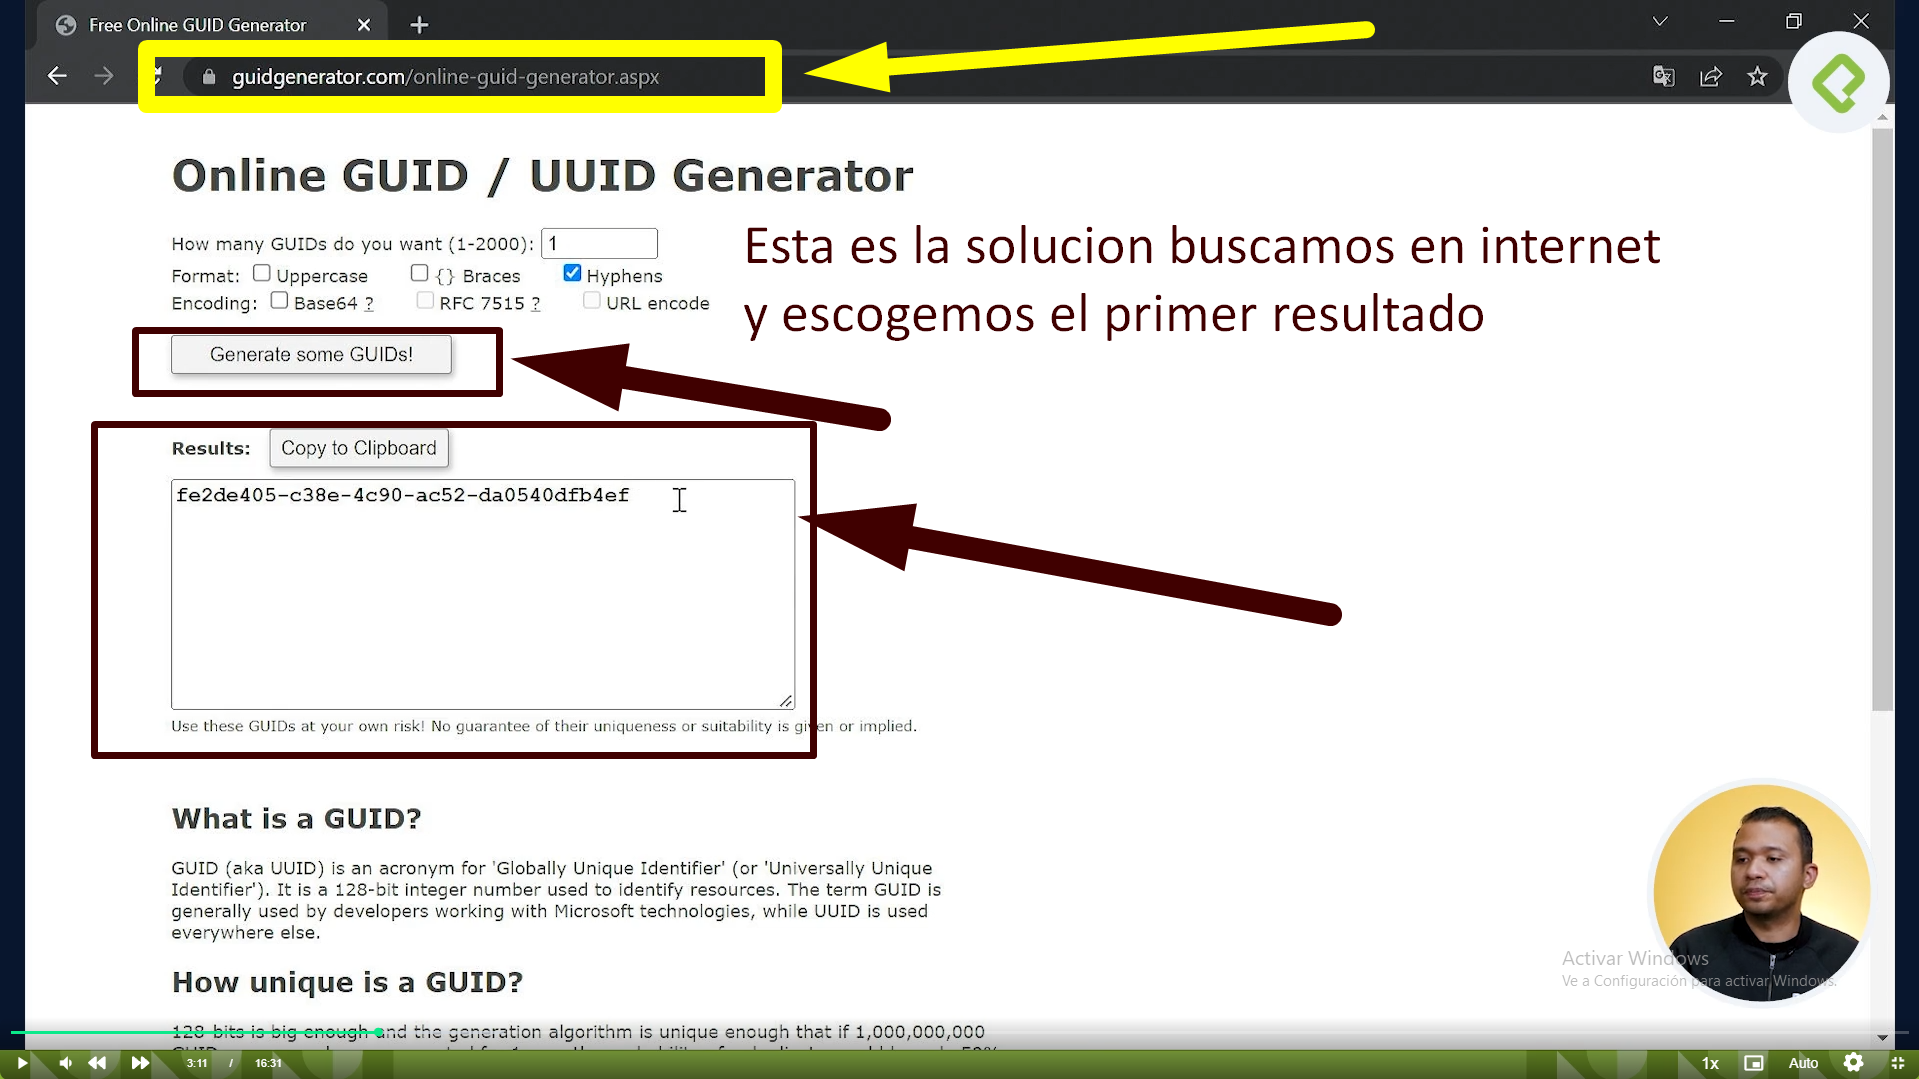 Free Online GUID Generator
guidgenerator.com/online-guid-generator.aspx
Online GUID / UUID Generator
How many GUIDs do you want (1-2000): 1
Format: Uppercase {} Braces Hyphens
Encoding: Base64 ? RFC 7515 ? URL encode
Esta es la solucion buscamos en internet
y escogemos el primer resultado
Generate some GUIDs!
Results: Copy to Clipboard
fe2de405-c38e-4c90-ac52-da0540dfb4ef
Use these GUIDs at your own risk! No guarantee of their uniqueness or suitability is given or implied.
What is a GUID?
GUID (aka UUID) is an acronym for 'Globally Unique Identifier' (or 'Universally Unique
Identifier'). It is a 128-bit integer number used to identify resources. The term GUID is
generally used by developers working with Microsoft technologies, while UUID is used
everywhere else.
How unique is a GUID?
128-bits is big enough and the generation algorithm is unique enough that if 1,000,000,000
Activar Windows
Ve a Configuración para activar Windows.
3:11 / 16:31
1x Auto